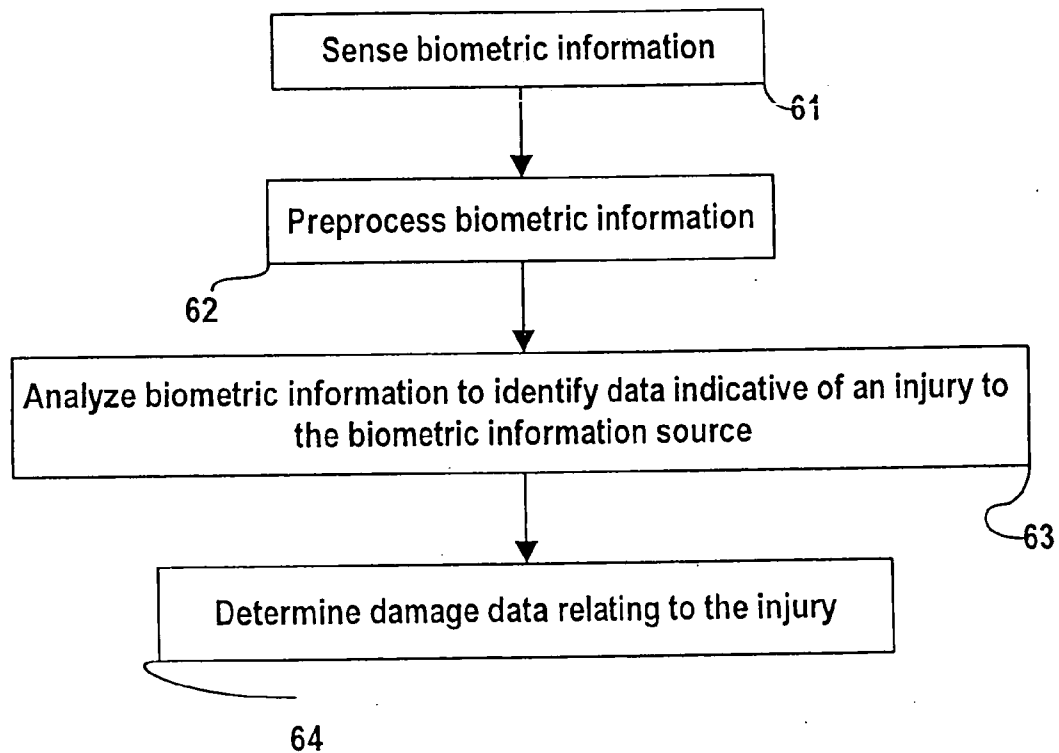 Sense biometric information
61
Preprocess biometric information
62
Analyze biometric information to identify data indicative of an injury to
the biometric information source
63
Determine damage data relating to the injury
64